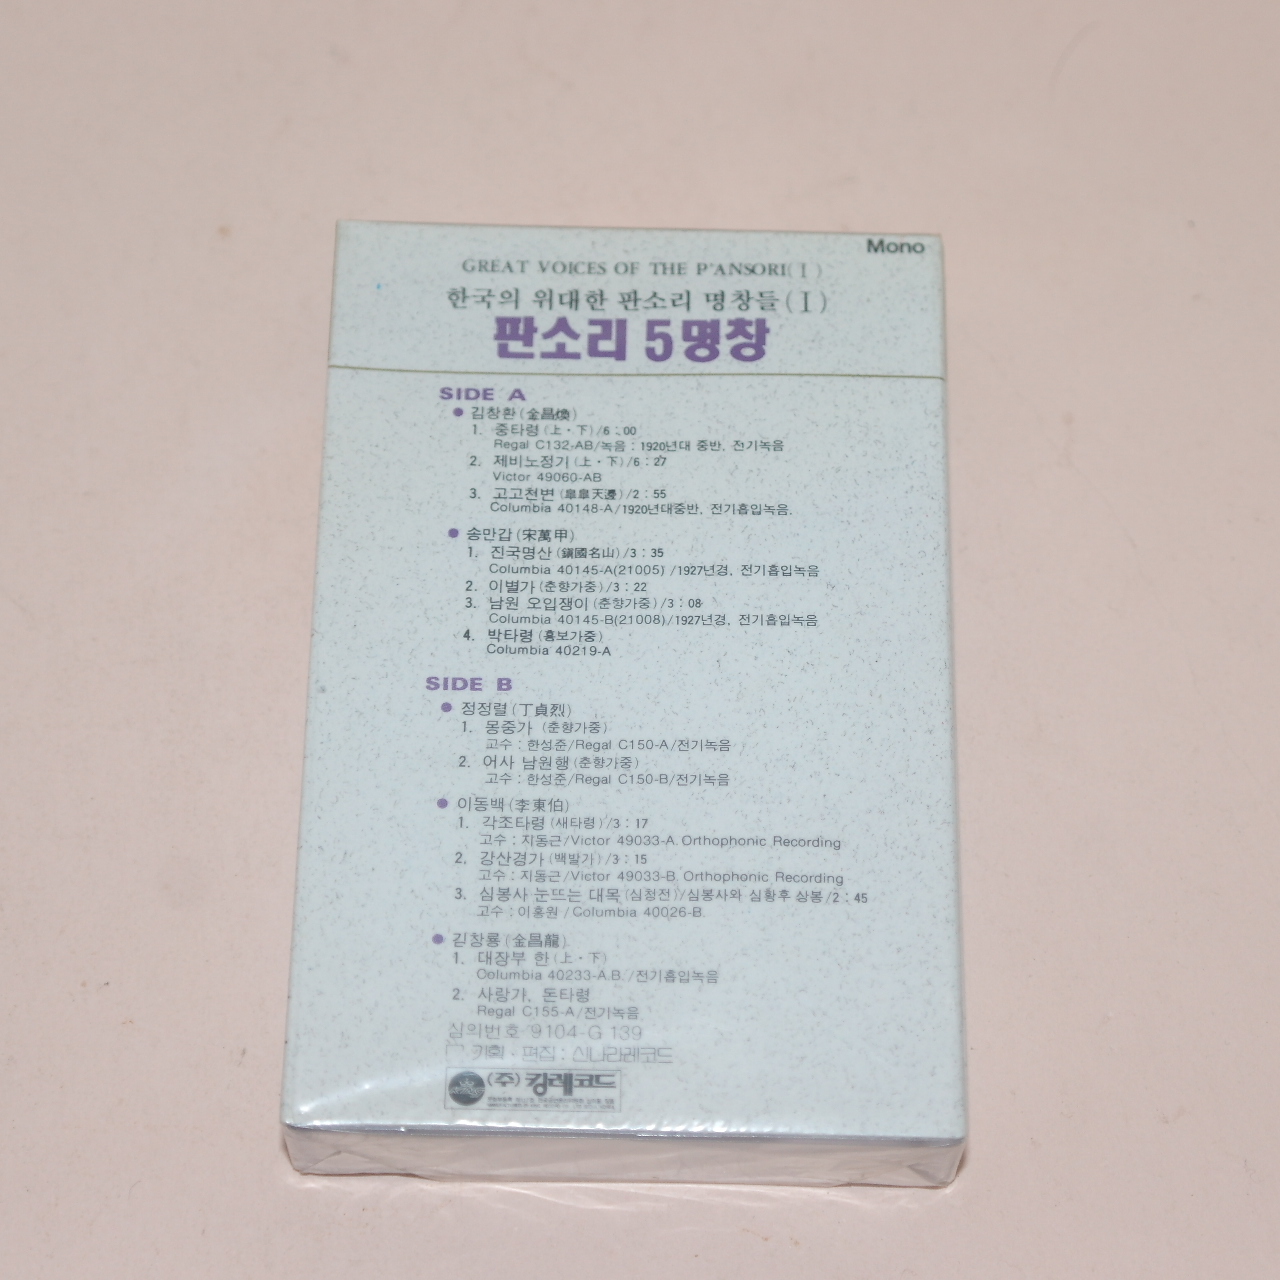 Mono
GREAT VOICES OF THE P'ANSORI(I)
한국의 위대한 판소리 명창들(I)
판소리 5명창
SIDE A
● 김창환(金昌煥)
1. 중타령(上·下)/6:00
Regal C132-AB/녹음 : 1920년대 중반, 전기녹음
2. 제비노정기(上·下)/6:27
Victor 49060-AB
3. 고고천변(皐皐天邊)/2:55
Columbia 40148-A/1920년대중반, 전기흡입녹음.
● 송만갑(宋萬甲)
1. 진국명산(鎭國名山)/3:35
Columbia 40145-A(21005)/1927년경, 전기흡입녹음
2. 이별가(춘향가중)/3:22
3. 남원 오입쟁이(춘향가중)/3:08
Columbia 40145-B(21008)/1927년경, 전기흡입녹음
4. 박타령(흥보가중)
Columbia 40219-A
SIDE B
● 정정렬(丁貞烈)
1. 몽중가 (춘향가중)
고수 : 한성준/Regal C150-A/전기녹음
2. 어사 남원행(춘향가중)
고수 : 한성준/Regal C150-B/전기녹음
● 이동백(李東伯)
1. 각조타령(새타령)/3:17
고수 : 지동근/Victor 49033-A. Orthophonic Recording
2. 강산경가(백발가)/3:15
고수 : 지동근/Victor 49033-B. Orthophonic Recording
3. 심봉사 눈뜨는 대목(심청전)/심봉사와 심황후 상봉/2:45
고수 : 이흥원/Columbia 40026-B.
● 김창룡(金昌龍)
1. 대장부 한(上·下)
Columbia 40233-A.B./전기흡입녹음
2. 사랑가, 돈타령
Regal C155-A/전기녹음
심의번호 9104-G 139
기획·편집 : 신나라레코드
(주)킹레코드